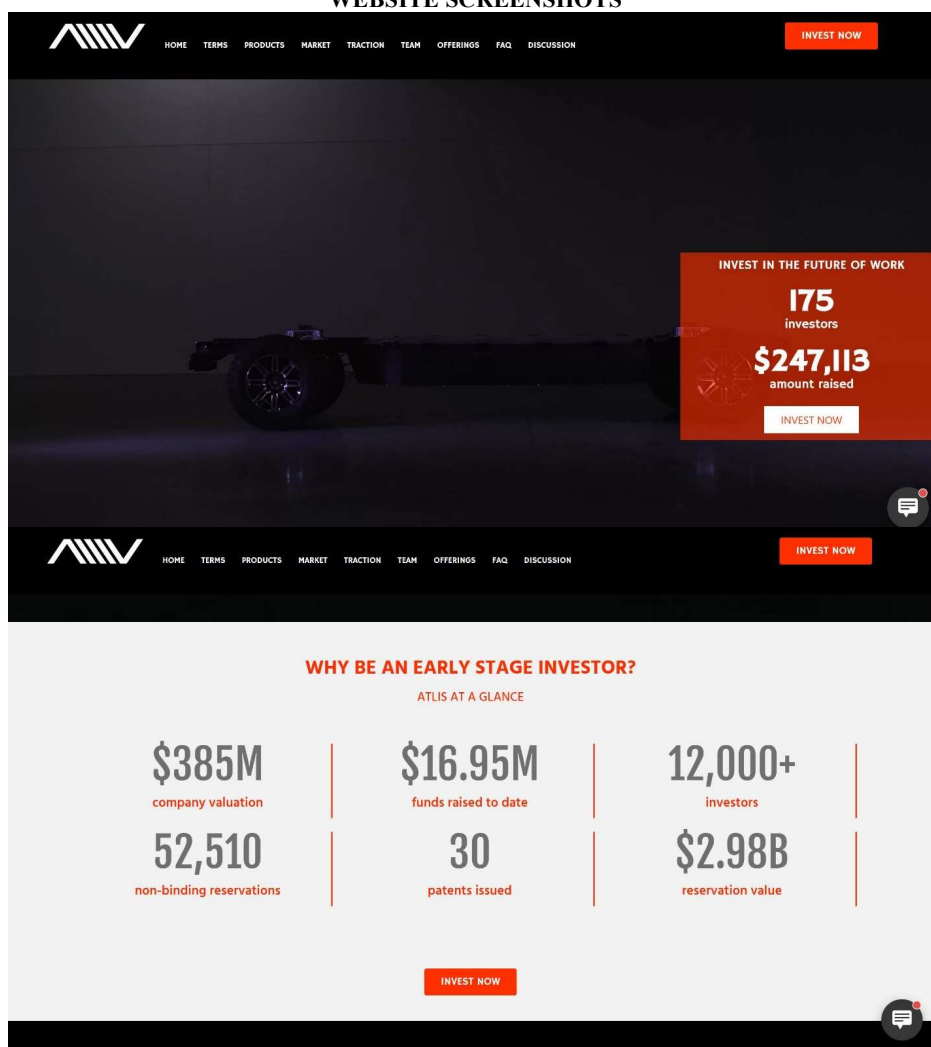 WEBSITE SCREENSHOTS
HOME TERMS PRODUCTS MARKET TRACTION TEAM OFFERINGS FAQ DISCUSSION
INVEST NOW
INVEST IN THE FUTURE OF WORK
175
investors
$247,113
amount raised
INVEST NOW
HOME TERMS PRODUCTS MARKET TRACTION TEAM OFFERINGS FAQ DISCUSSION
INVEST NOW
WHY BE AN EARLY STAGE INVESTOR?
ATLIS AT A GLANCE
$385M
company valuation
$16.95M
funds raised to date
12,000+
investors
52,510
non-binding reservations
30
patents issued
$2.98B
reservation value
INVEST NOW